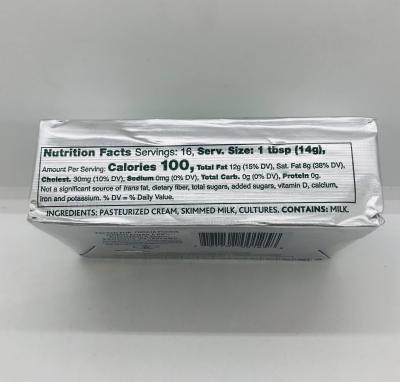 Nutrition Facts Servings: 16, Serv. Size: 1 tbsp (14g),
Amount Per Serving: Calories 100, Total Fat 12g (15% DV), Sat. Fat 8g (38% DV),
Cholest. 30mg (10% DV), Sodium 0mg (0% DV), Total Carb. 0g (0% DV), Protein 0g.
Not a significant source of trans fat, dietary fiber, total sugars, added sugars, vitamin D, calcium,
iron and potassium. % DV = % Daily Value.
INGREDIENTS: PASTEURIZED CREAM, SKIMMED MILK, CULTURES. CONTAINS: MILK.